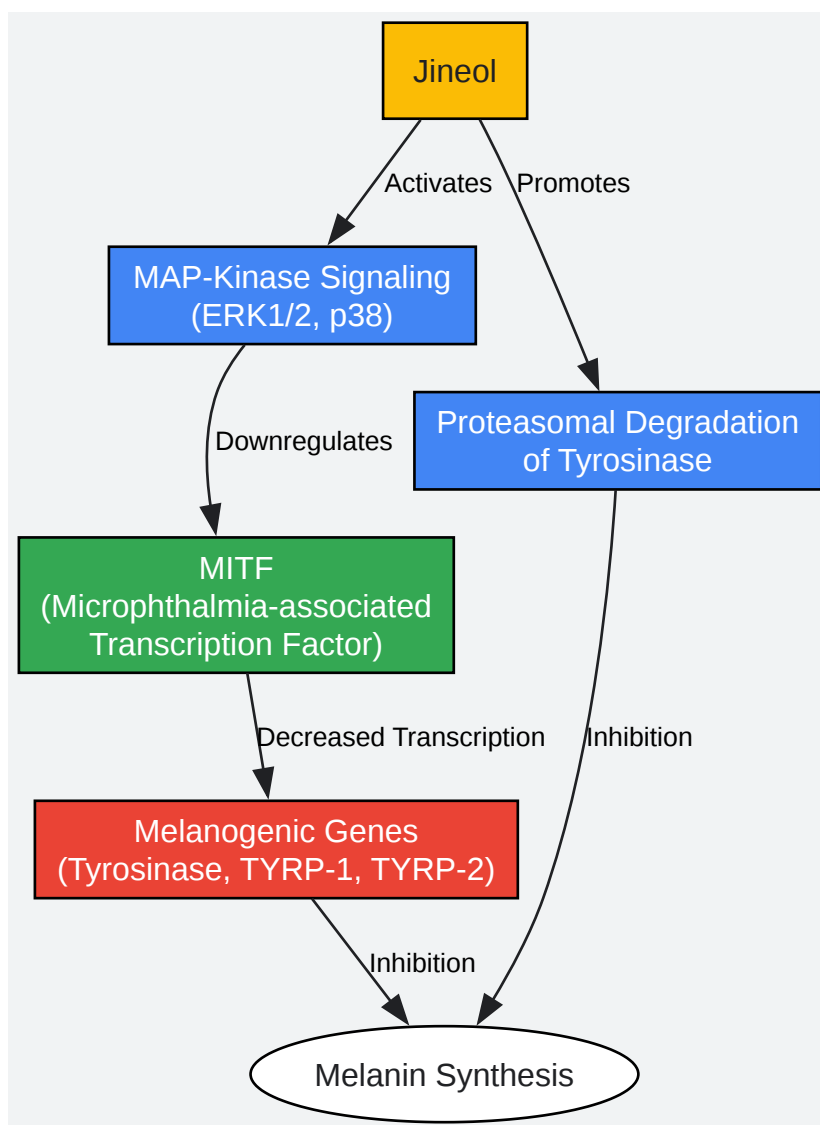 Jineol
Activates
Promotes
MAP-Kinase Signaling
(ERK1/2, p38)
Proteasomal Degradation
of Tyrosinase
Downregulates
MITF
(Microphthalmia-associated
Transcription Factor)
Decreased Transcription
Inhibition
Melanogenic Genes
(Tyrosinase, TYRP-1, TYRP-2)
Inhibition
Melanin Synthesis